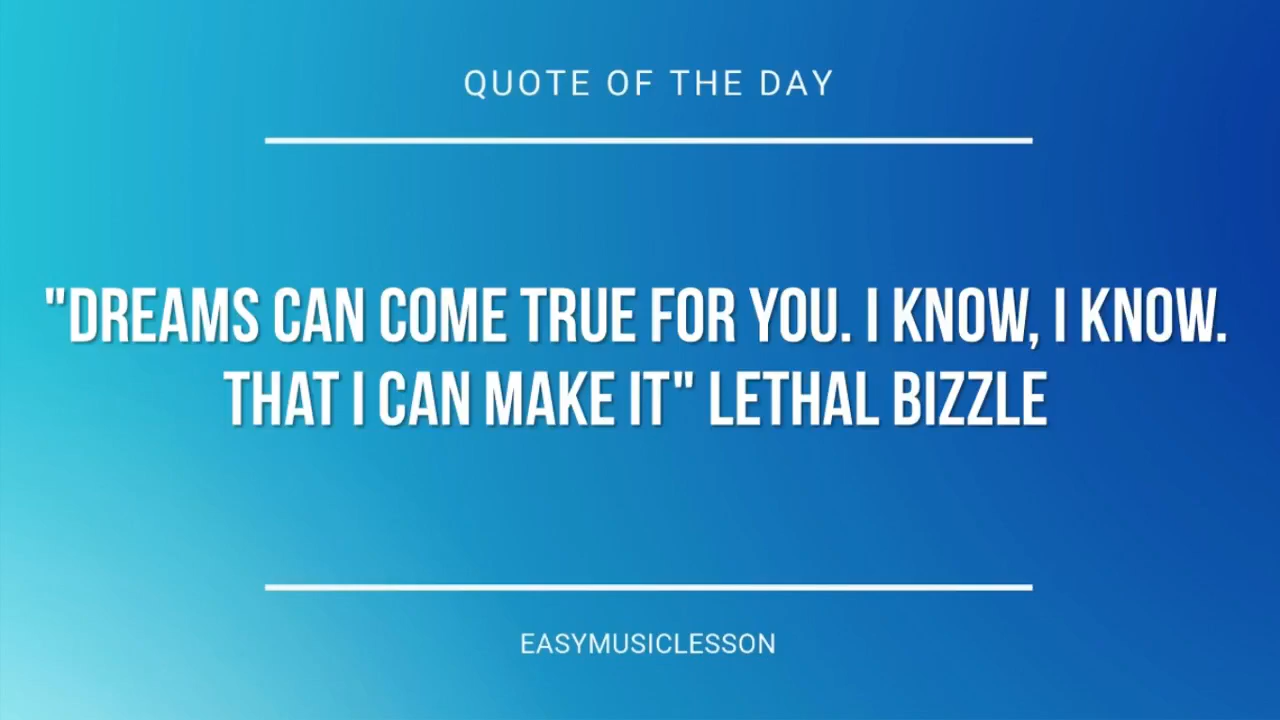 QUOTE OF THE DAY
"DREAMS CAN COME TRUE FOR YOU. I KNOW, I KNOW.
THAT I CAN MAKE IT" LETHAL BIZZLE
EASYMUSICLESSON